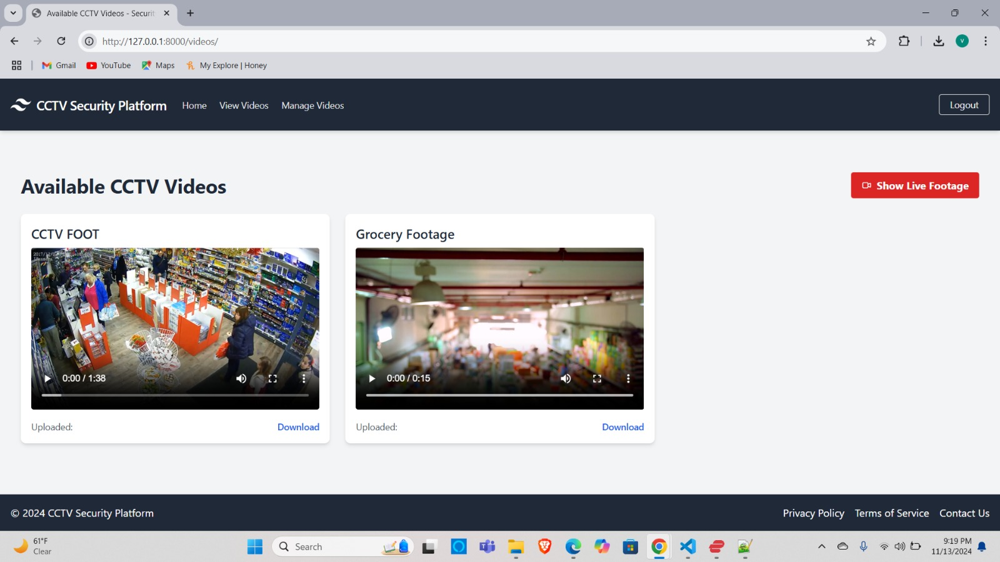 Available CCTV Videos - Securit
http://127.0.0.1:8000/videos/
Gmail
YouTube
Maps
My Explore | Honey
V
CCTV Security Platform
Home
View Videos
Manage Videos
Logout
Available CCTV Videos
Show Live Footage
CCTV FOOT
Grocery Footage
0:00 / 1:38
0:00 / 0:15
Uploaded:
Download
Uploaded:
Download
© 2024 CCTV Security Platform
Privacy Policy
Terms of Service
Contact Us
61°F
Clear
Search
9:19 PM
11/13/2024